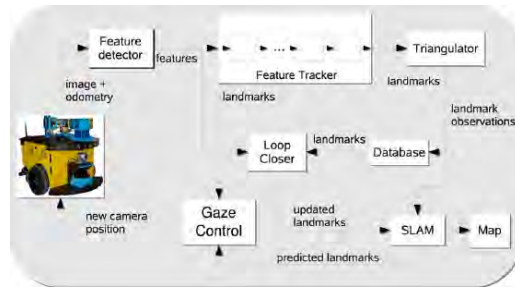 Feature
detector
features
...
Feature Tracker
Triangulator
image +
odometry
landmarks
landmarks
landmark
observations
Loop
Closer
landmarks
Database
new camera
position
Gaze
Control
updated
landmarks
SLAM
Map
predicted landmarks